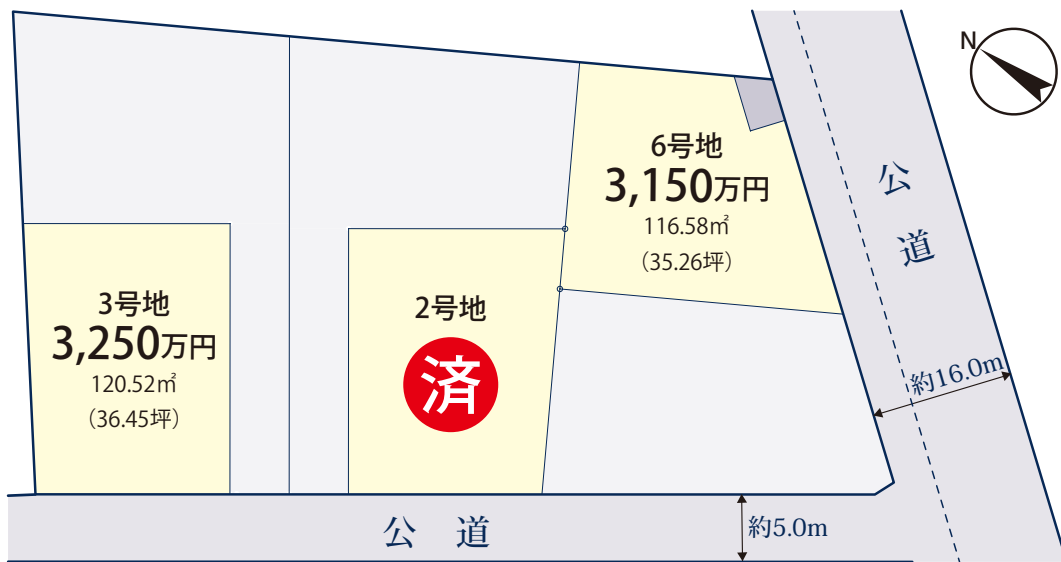 N
6号地
3,150万円
116.58㎡
（35.26坪）
公
道
3号地
3,250万円
120.52㎡
（36.45坪）
2号地
済
約16.0m
公 道
約5.0m